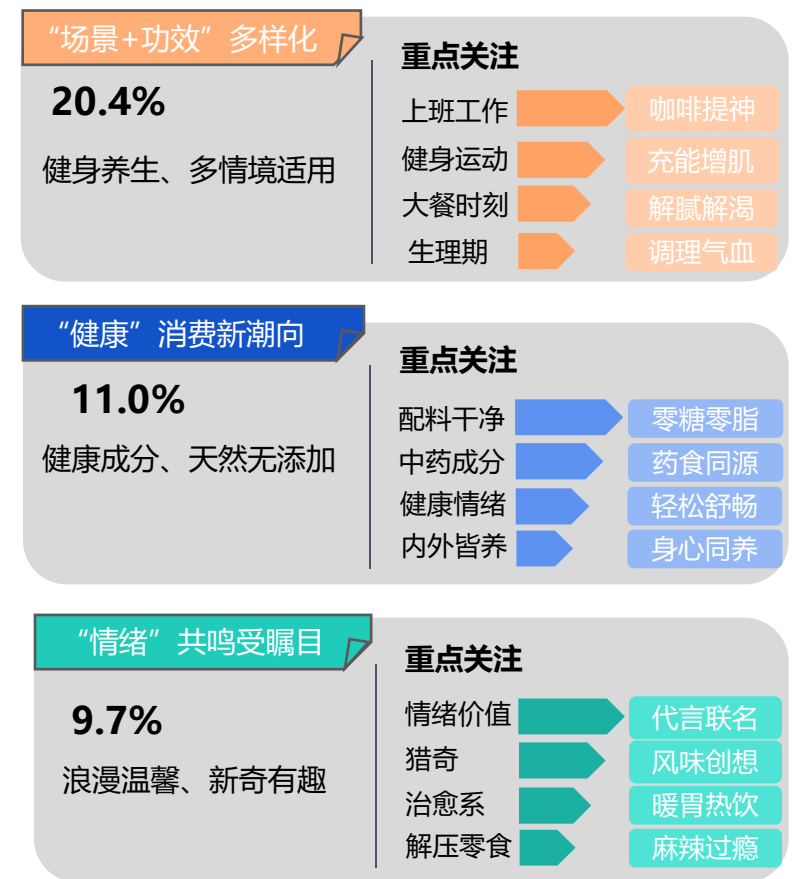 “场景+功效”多样化
20.4%
健身养生、多情境适用
重点关注
上班工作 咖啡提神
健身运动 充能增肌
大餐时刻 解腻解渴
生理期 调理气血
“健康”消费新潮向
11.0%
健康成分、天然无添加
重点关注
配料干净 零糖零脂
中药成分 药食同源
健康情绪 轻松舒畅
内外皆养 身心同养
“情绪”共鸣受瞩目
9.7%
浪漫温馨、新奇有趣
重点关注
情绪价值 代言联名
猎奇 风味创想
治愈系 暖胃热饮
解压零食 麻辣过瘾